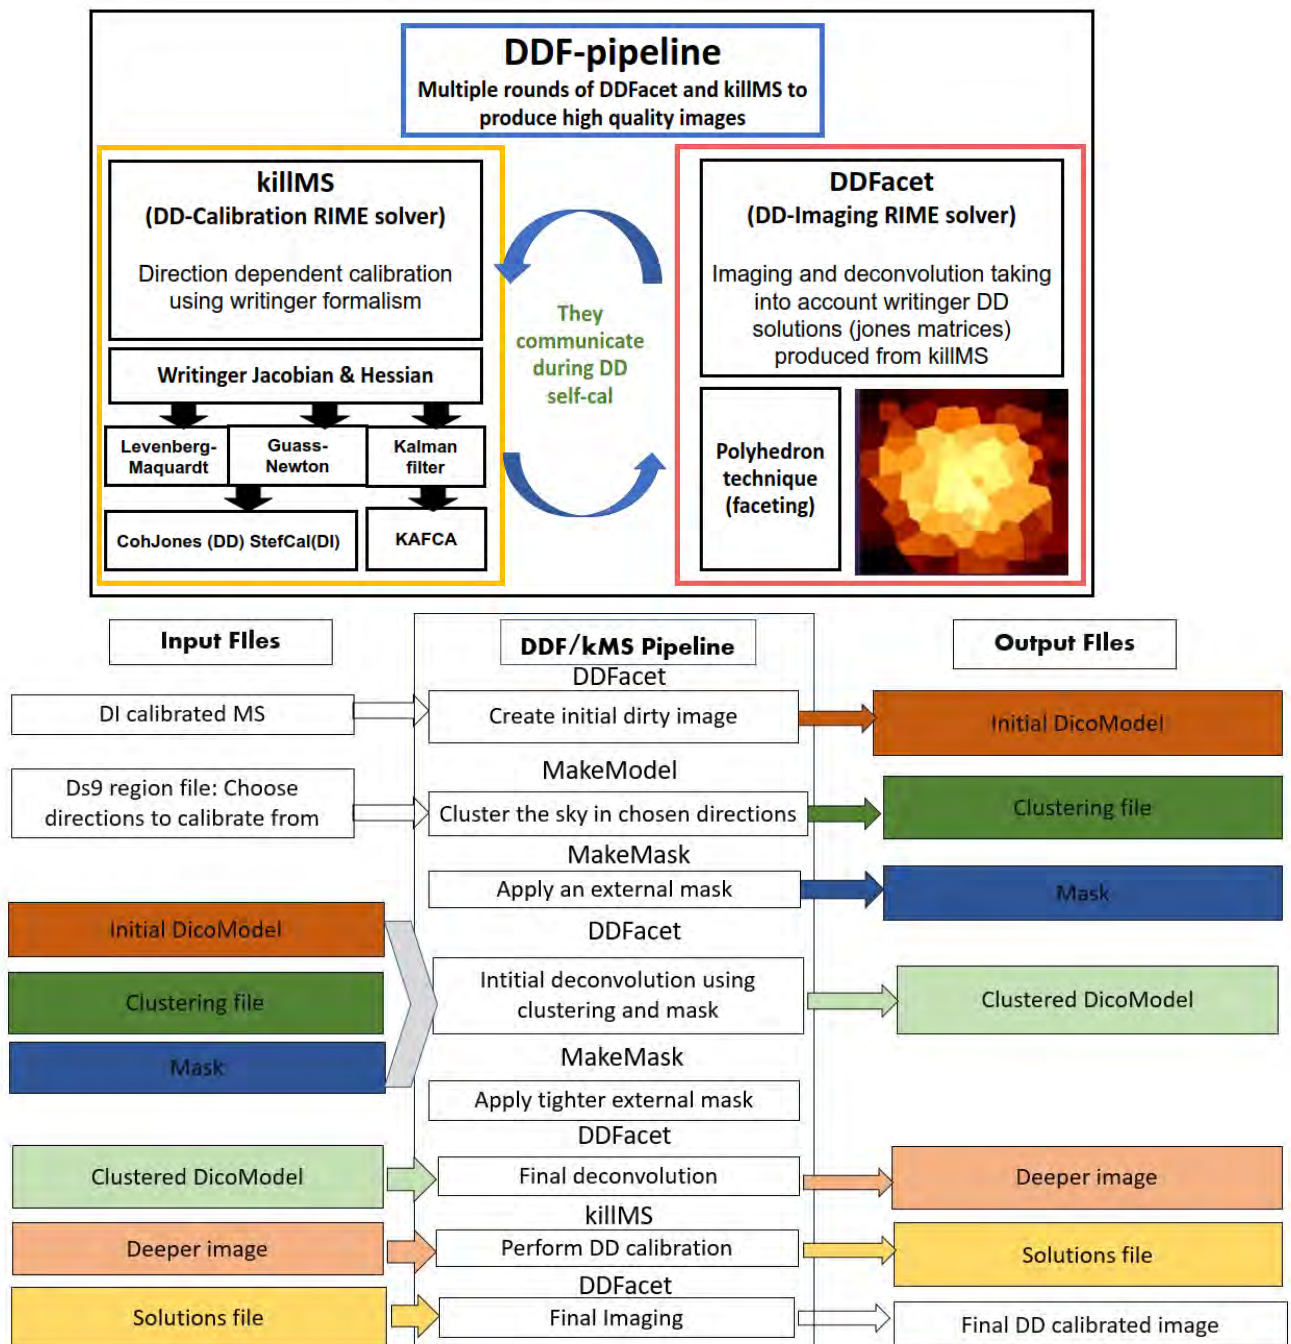 DDF-pipeline
Multiple rounds of DDFacet and killMS to
produce high quality images
killMS
(DD-Calibration RIME solver)
Direction dependent calibration
using writinger formalism
Writinger Jacobian & Hessian
Levenberg-
Maquardt
Guass-
Newton
Kalman
filter
CohJones (DD) StefCal(DI)
KAFCA
They
communicate
during DD
self-cal
DDFacet
(DD-Imaging RIME solver)
Imaging and deconvolution taking
into account writinger DD
solutions (jones matrices)
produced from killMS
Polyhedron
technique
(faceting)
Input FIles
DDF/kMS Pipeline
Output FIles
DDFacet
DI calibrated MS
Create initial dirty image
Initial DicoModel
MakeModel
Ds9 region file: Choose
directions to calibrate from
Cluster the sky in chosen directions
Clustering file
MakeMask
Apply an external mask
Mask
Initial DicoModel
Clustering file
Mask
DDFacet
Intitial deconvolution using
clustering and mask
Clustered DicoModel
MakeMask
Apply tighter external mask
DDFacet
Clustered DicoModel
Final deconvolution
Deeper image
killMS
Deeper image
Perform DD calibration
Solutions file
DDFacet
Solutions file
Final Imaging
Final DD calibrated image